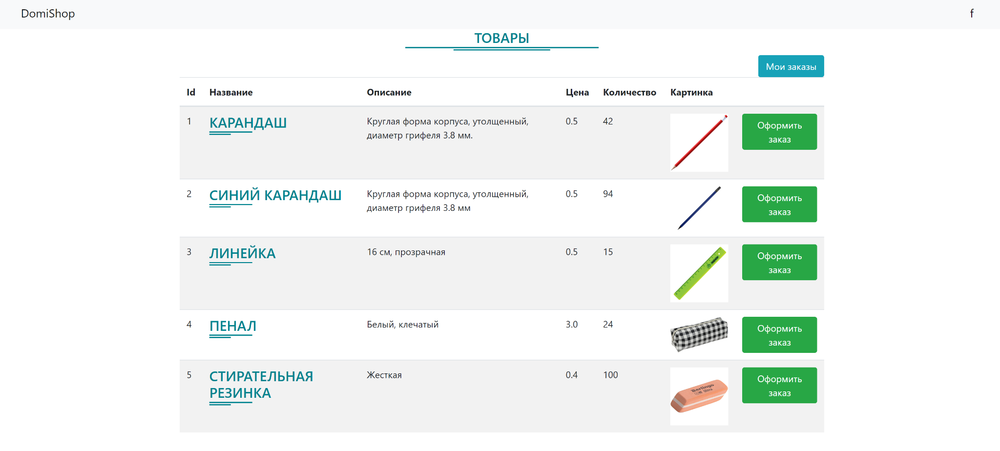 DomiShop
f
ТОВАРЫ
Мои заказы
Id Название Описание Цена Количество Картинка
1 КАРАНДАШ Круглая форма корпуса, утолщенный, 0.5 42 Оформить
диаметр грифеля 3.8 мм. заказ
2 СИНИЙ КАРАНДАШ Круглая форма корпуса, утолщенный, 0.5 94 Оформить
диаметр грифеля 3.8 мм заказ
3 ЛИНЕЙКА 16 см, прозрачная 0.5 15 Оформить
заказ
4 ПЕНАЛ Белый, клечатый 3.0 24 Оформить
заказ
5 СТИРАТЕЛЬНАЯ Жесткая 0.4 100 Оформить
РЕЗИНКА заказ
Berlingo
Ultra